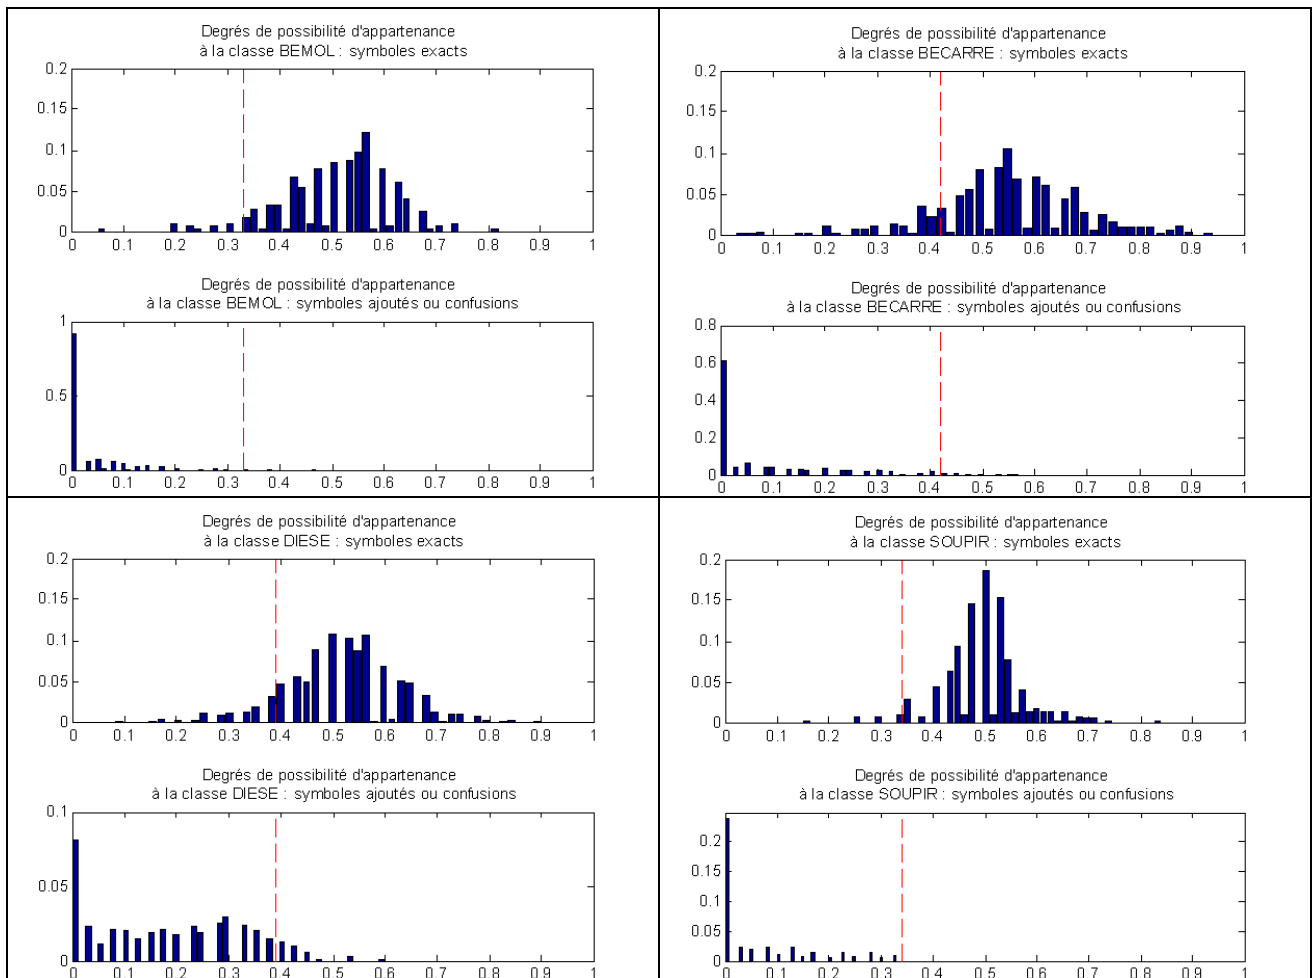 Degrés de possibilité d'appartenance
à la classe BEMOL : symboles exacts
0.2
0.15
0.1
0.05
0
0 0.1 0.2 0.3 0.4 0.5 0.6 0.7 0.8 0.9 1
Degrés de possibilité d'appartenance
à la classe BEMOL : symboles ajoutés ou confusions
1
0.5
0
0 0.1 0.2 0.3 0.4 0.5 0.6 0.7 0.8 0.9 1
Degrés de possibilité d'appartenance
à la classe BECARRE : symboles exacts
0.2
0.15
0.1
0.05
0
0 0.1 0.2 0.3 0.4 0.5 0.6 0.7 0.8 0.9 1
Degrés de possibilité d'appartenance
à la classe BECARRE : symboles ajoutés ou confusions
0.8
0.6
0.4
0.2
0
0 0.1 0.2 0.3 0.4 0.5 0.6 0.7 0.8 0.9 1
Degrés de possibilité d'appartenance
à la classe DIESE : symboles exacts
0.2
0.15
0.1
0.05
0
0 0.1 0.2 0.3 0.4 0.5 0.6 0.7 0.8 0.9 1
Degrés de possibilité d'appartenance
à la classe DIESE : symboles ajoutés ou confusions
0.1
0.05
0
0 0.1 0.2 0.3 0.4 0.5 0.6 0.7 0.8 0.9 1
Degrés de possibilité d'appartenance
à la classe SOUPIR : symboles exacts
0.2
0.15
0.1
0.05
0
0 0.1 0.2 0.3 0.4 0.5 0.6 0.7 0.8 0.9 1
Degrés de possibilité d'appartenance
à la classe SOUPIR : symboles ajoutés ou confusions
0.2
0.15
0.1
0.05
0
0 0.1 0.2 0.3 0.4 0.5 0.6 0.7 0.8 0.9 1